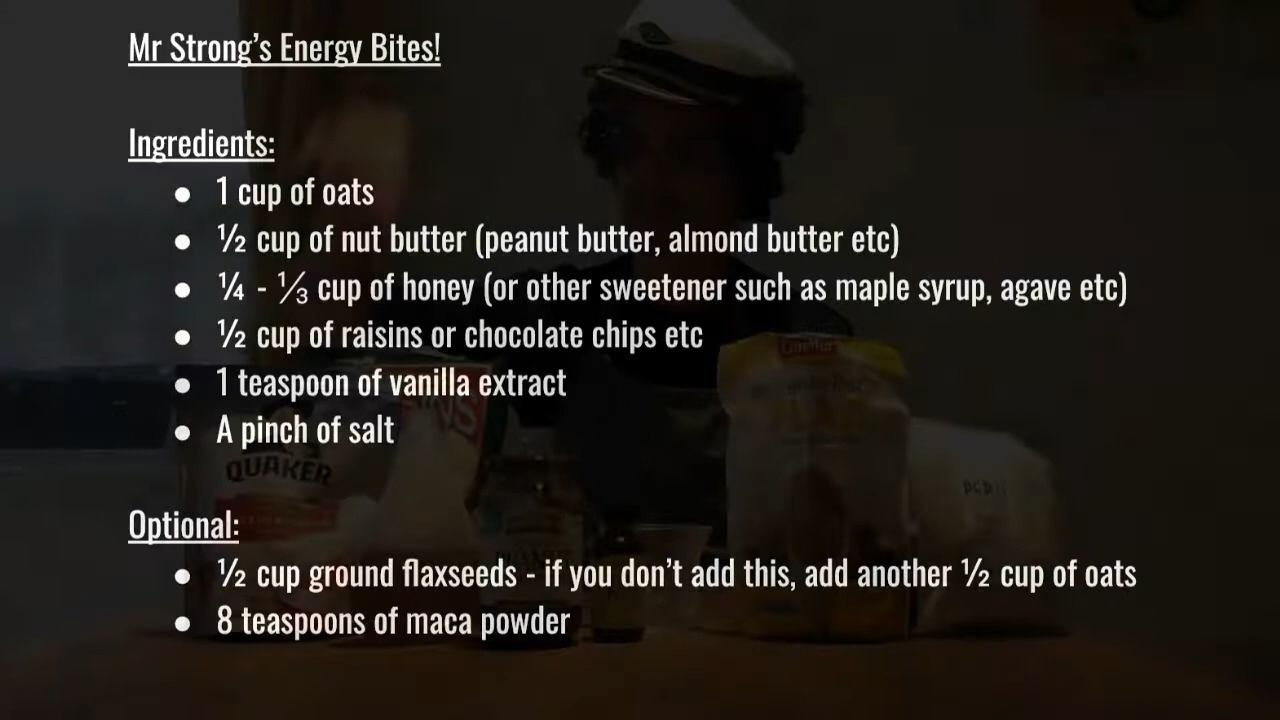 Mr Strong's Energy Bites!
Ingredients:
● 1 cup of oats
● ½ cup of nut butter (peanut butter, almond butter etc)
● ¼ - ⅓ cup of honey (or other sweetener such as maple syrup, agave etc)
● ½ cup of raisins or chocolate chips etc
● 1 teaspoon of vanilla extract
● A pinch of salt
QUAKER
Optional:
● ½ cup ground flaxseeds - if you don't add this, add another ½ cup of oats
● 8 teaspoons of maca powder